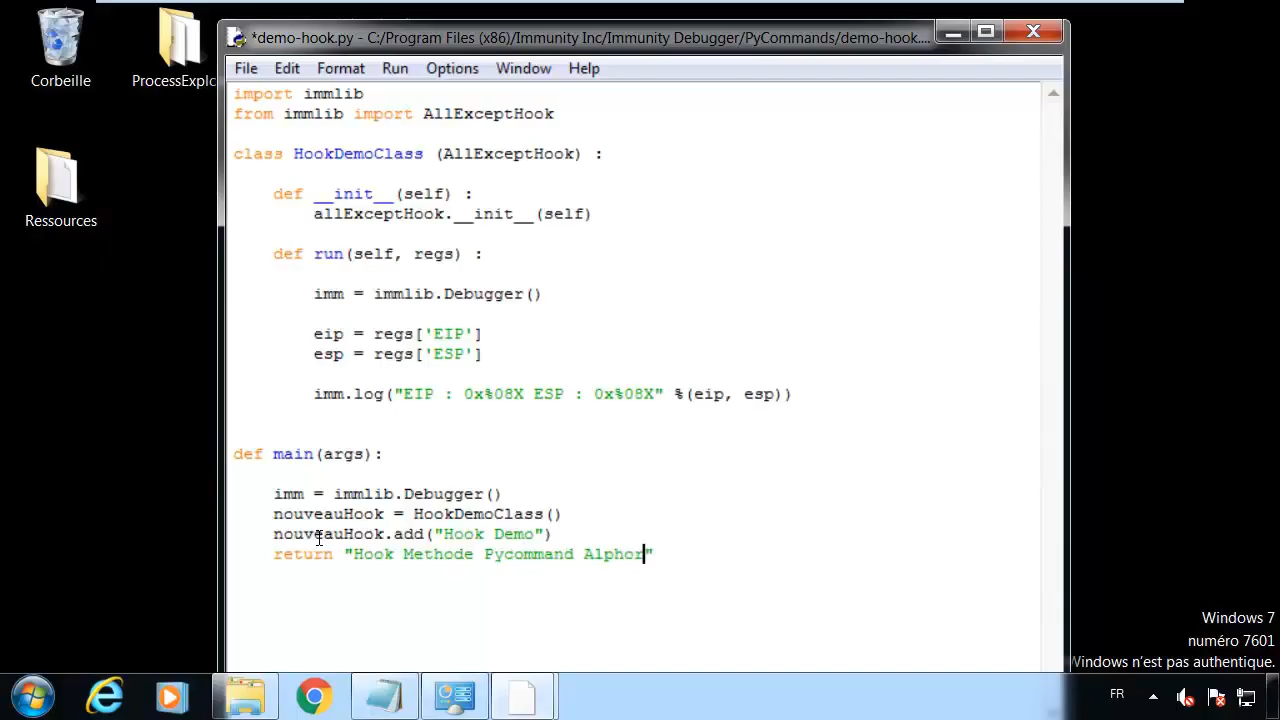 *demo-hook.py - C:/Program Files (x86)/Immunity Inc/Immunity Debugger/PyCommands/demo-hook....
File Edit Format Run Options Window Help
Corbeille
ProcessExplo
Ressources
import immlib
from immlib import AllExceptHook
class HookDemoClass (AllExceptHook) :
def __init__(self) :
allExceptHook.__init__(self)
def run(self, regs) :
imm = immlib.Debugger()
eip = regs['EIP']
esp = regs['ESP']
imm.log("EIP : 0x%08X ESP : 0x%08X" %(eip, esp))
def main(args):
imm = immlib.Debugger()
nouveauHook = HookDemoClass()
nouveauHook.add("Hook Demo")
return "Hook Methode Pycommand Alphor"
Windows 7
numéro 7601
Windows n'est pas authentique.
FR